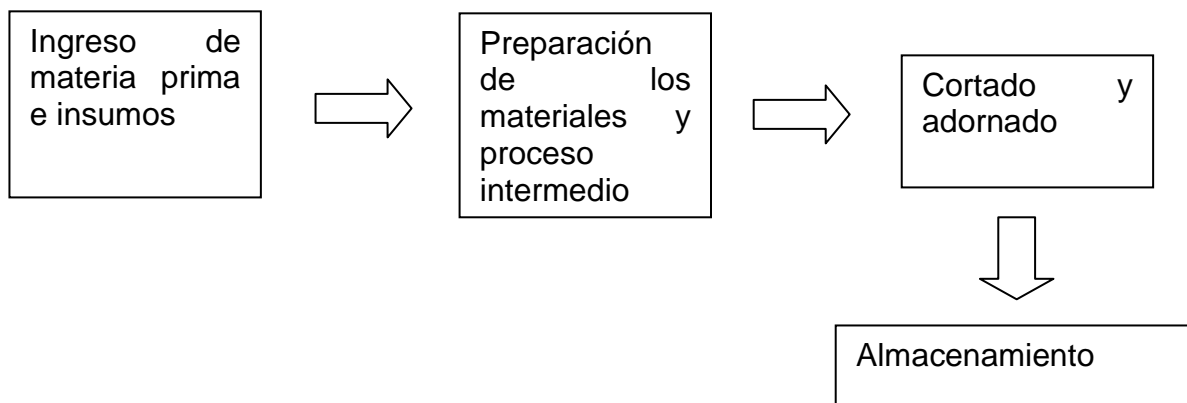 Ingreso de
materia prima
e insumos
Preparación
de los
materiales y
proceso
intermedio
Cortado y
adornado
Almacenamiento